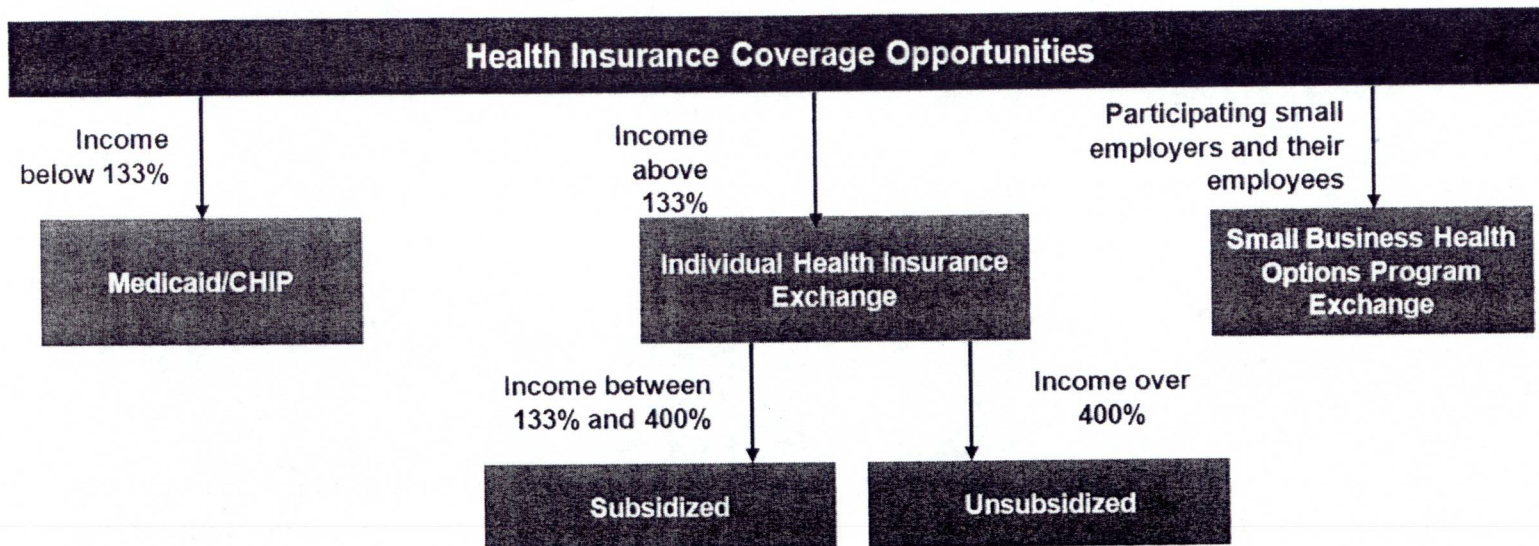 Health Insurance Coverage Opportunities
Income
below 133%
Income
above
133%
Participating small
employers and their
employees
Medicaid/CHIP
Individual Health Insurance
Exchange
Small Business Health
Options Program
Exchange
Income between
133% and 400%
Income over
400%
Subsidized
Unsubsidized